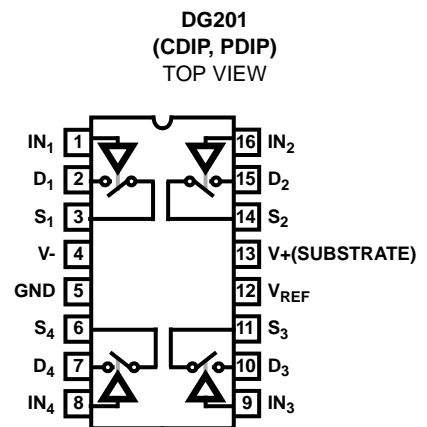 DG201
(CDIP, PDIP)
TOP VIEW
IN1 1 16 IN2
D1 2 15 D2
S1 3 14 S2
V- 4 13 V+(SUBSTRATE)
GND 5 12 VREF
S4 6 11 S3
D4 7 10 D3
IN4 8 9 IN3